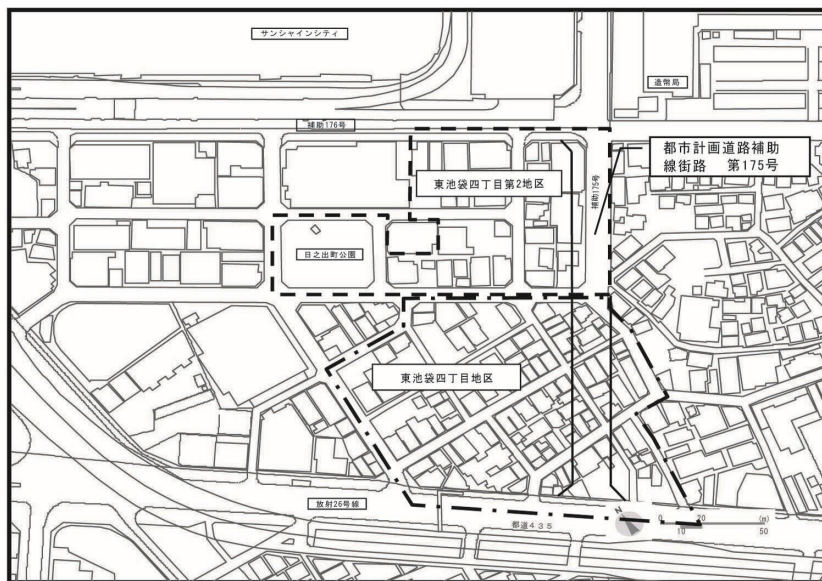 サンシャインシティ
造幣局
補助176号
都市計画道路補助
線街路 第175号
東池袋四丁目第2地区
補助175号
日之出町公園
東池袋四丁目地区
放射26号線
都道435
N
0 20 (m)
10 50